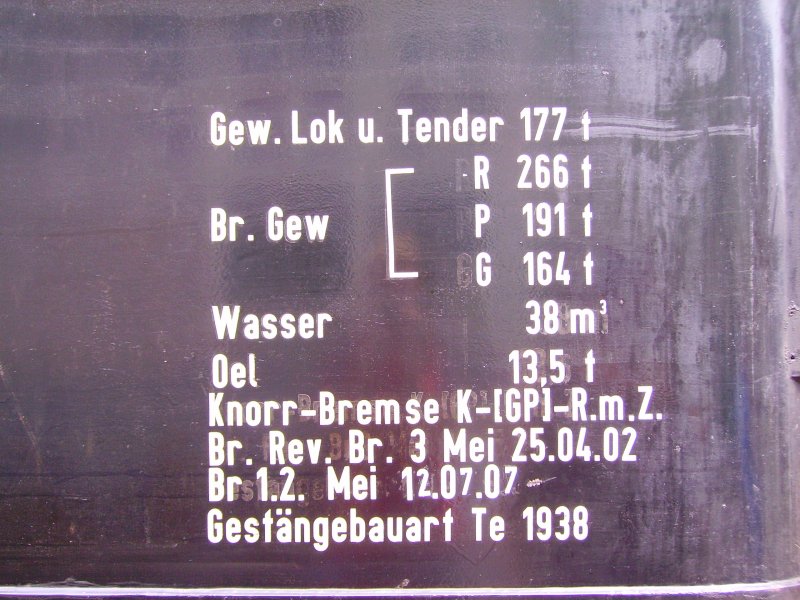 Gew. Lok u. Tender 177 t
R 266 t
Br. Gew P 191 t
G 164 t
Wasser 38 m³
Oel 13,5 t
Knorr-Bremse K-[GP]-R.m.Z.
Br. Rev. Br. 3 Mei 25.04.02
Br 1.2. Mei 12.07.07
Gestängebauart Te 1938